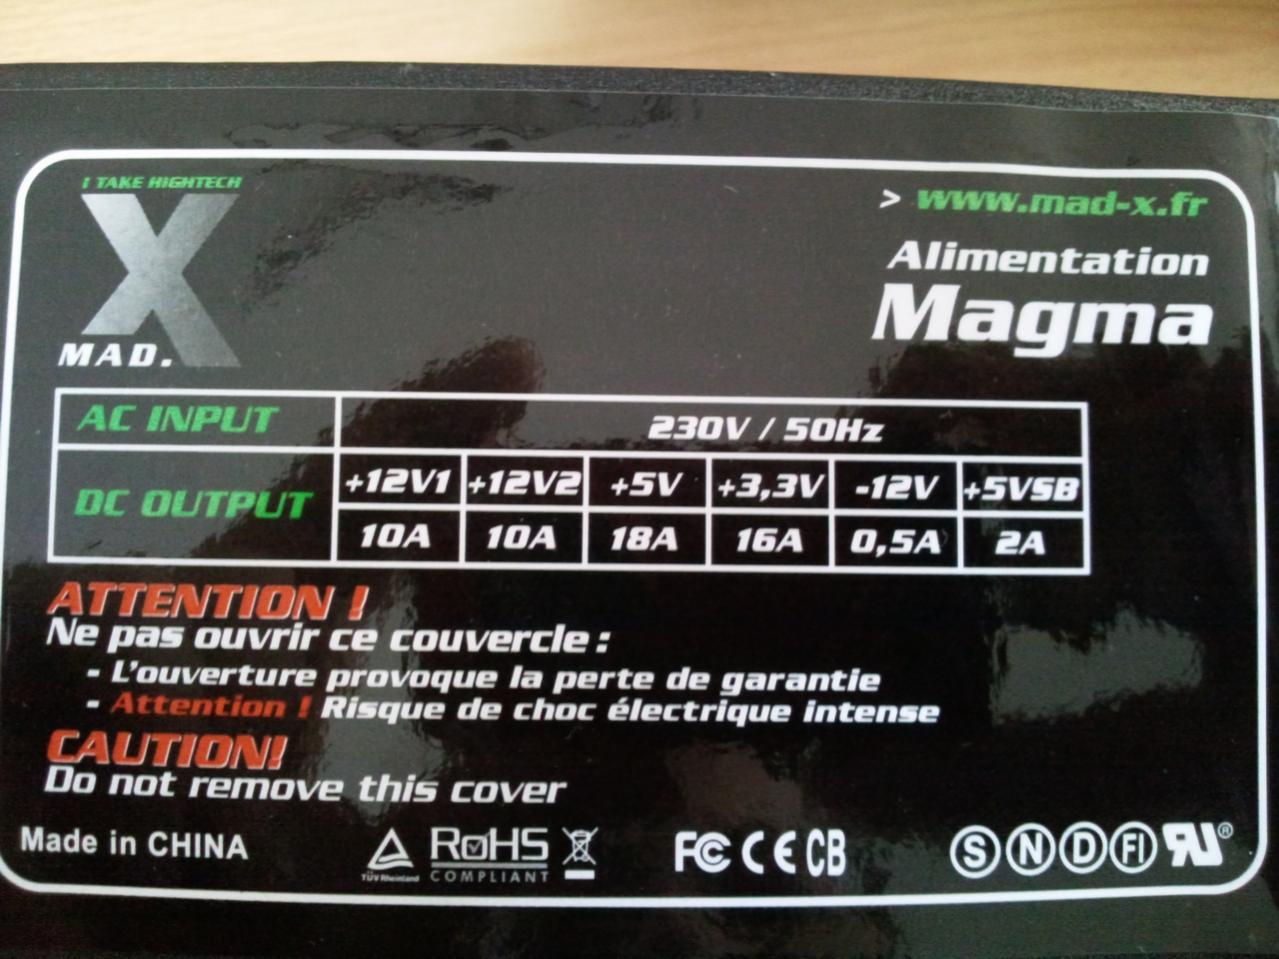 I TAKE HIGHTECH
X
MAD.
> www.mad-x.fr
Alimentation
Magma
AC INPUT 230V / 50Hz
DC OUTPUT +12V1 +12V2 +5V +3,3V -12V +5VSB
10A 10A 18A 16A 0,5A 2A
ATTENTION !
Ne pas ouvrir ce couvercle :
- L'ouverture provoque la perte de garantie
- Attention ! Risque de choc électrique intense
CAUTION!
Do not remove this cover
Made in CHINA
TÜV Rheinland
RoHS
COMPLIANT
FC CE CB
S N D FI RU®